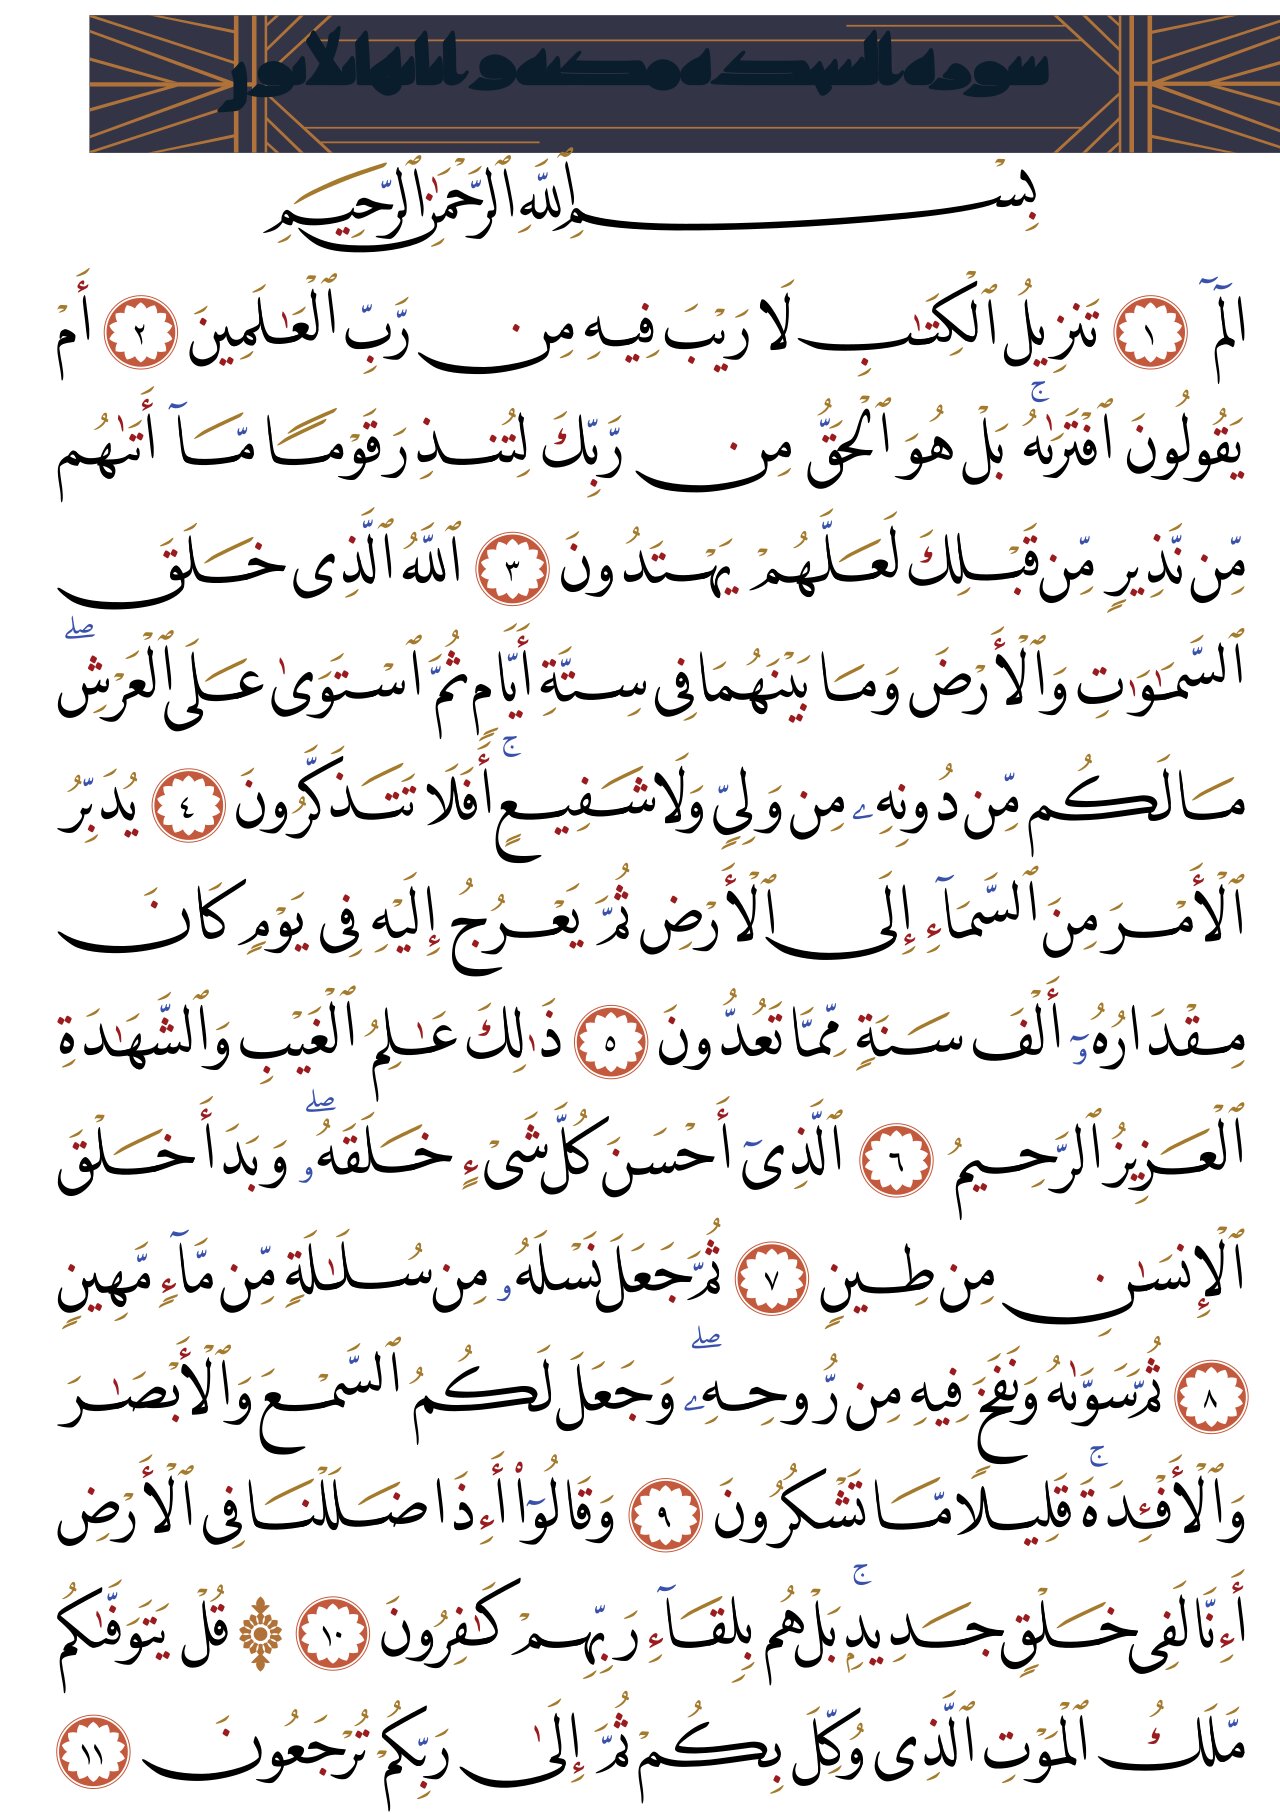 سورة السجدة مكية وآياتها ثلاثون
بِسْمِ ٱللَّهِ ٱلرَّحْمَٰنِ ٱلرَّحِيمِ
الٓمٓ ١ تَنزِيلُ ٱلْكِتَٰبِ لَا رَيْبَ فِيهِ مِن رَّبِّ ٱلْعَٰلَمِينَ ٢ أَمْ
يَقُولُونَ ٱفْتَرَىٰهُ ۚ بَلْ هُوَ ٱلْحَقُّ مِن رَّبِّكَ لِتُنذِرَ قَوْمًا مَّآ أَتَىٰهُم
مِّن نَّذِيرٍ مِّن قَبْلِكَ لَعَلَّهُمْ يَهْتَدُونَ ٣ ٱللَّهُ ٱلَّذِى خَلَقَ
ٱلسَّمَٰوَٰتِ وَٱلْأَرْضَ وَمَا بَيْنَهُمَا فِى سِتَّةِ أَيَّامٍ ثُمَّ ٱسْتَوَىٰ عَلَى ٱلْعَرْشِ ۖ
مَا لَكُم مِّن دُونِهِۦ مِن وَلِىٍّ وَلَا شَفِيعٍ ۚ أَفَلَا تَتَذَكَّرُونَ ٤ يُدَبِّرُ
ٱلْأَمْرَ مِنَ ٱلسَّمَآءِ إِلَى ٱلْأَرْضِ ثُمَّ يَعْرُجُ إِلَيْهِ فِى يَوْمٍ كَانَ
مِقْدَارُهُۥٓ أَلْفَ سَنَةٍ مِّمَّا تَعُدُّونَ ٥ ذَٰلِكَ عَٰلِمُ ٱلْغَيْبِ وَٱلشَّهَٰدَةِ
ٱلْعَزِيزُ ٱلرَّحِيمُ ٦ ٱلَّذِىٓ أَحْسَنَ كُلَّ شَىْءٍ خَلَقَهُۥ ۖ وَبَدَأَ خَلْقَ
ٱلْإِنسَٰنِ مِن طِينٍ ٧ ثُمَّ جَعَلَ نَسْلَهُۥ مِن سُلَٰلَةٍ مِّن مَّآءٍ مَّهِينٍ
٨ ثُمَّ سَوَّىٰهُ وَنَفَخَ فِيهِ مِن رُّوحِهِۦ ۖ وَجَعَلَ لَكُمُ ٱلسَّمْعَ وَٱلْأَبْصَٰرَ
وَٱلْأَفْـِٔدَةَ ۚ قَلِيلًا مَّا تَشْكُرُونَ ٩ وَقَالُوٓا۟ أَءِذَا ضَلَلْنَا فِى ٱلْأَرْضِ
أَءِنَّا لَفِى خَلْقٍ جَدِيدٍۭ ۚ بَلْ هُم بِلِقَآءِ رَبِّهِمْ كَٰفِرُونَ ١٠ ۞ قُلْ يَتَوَفَّىٰكُم
مَّلَكُ ٱلْمَوْتِ ٱلَّذِى وُكِّلَ بِكُمْ ثُمَّ إِلَىٰ رَبِّكُمْ تُرْجَعُونَ ١١